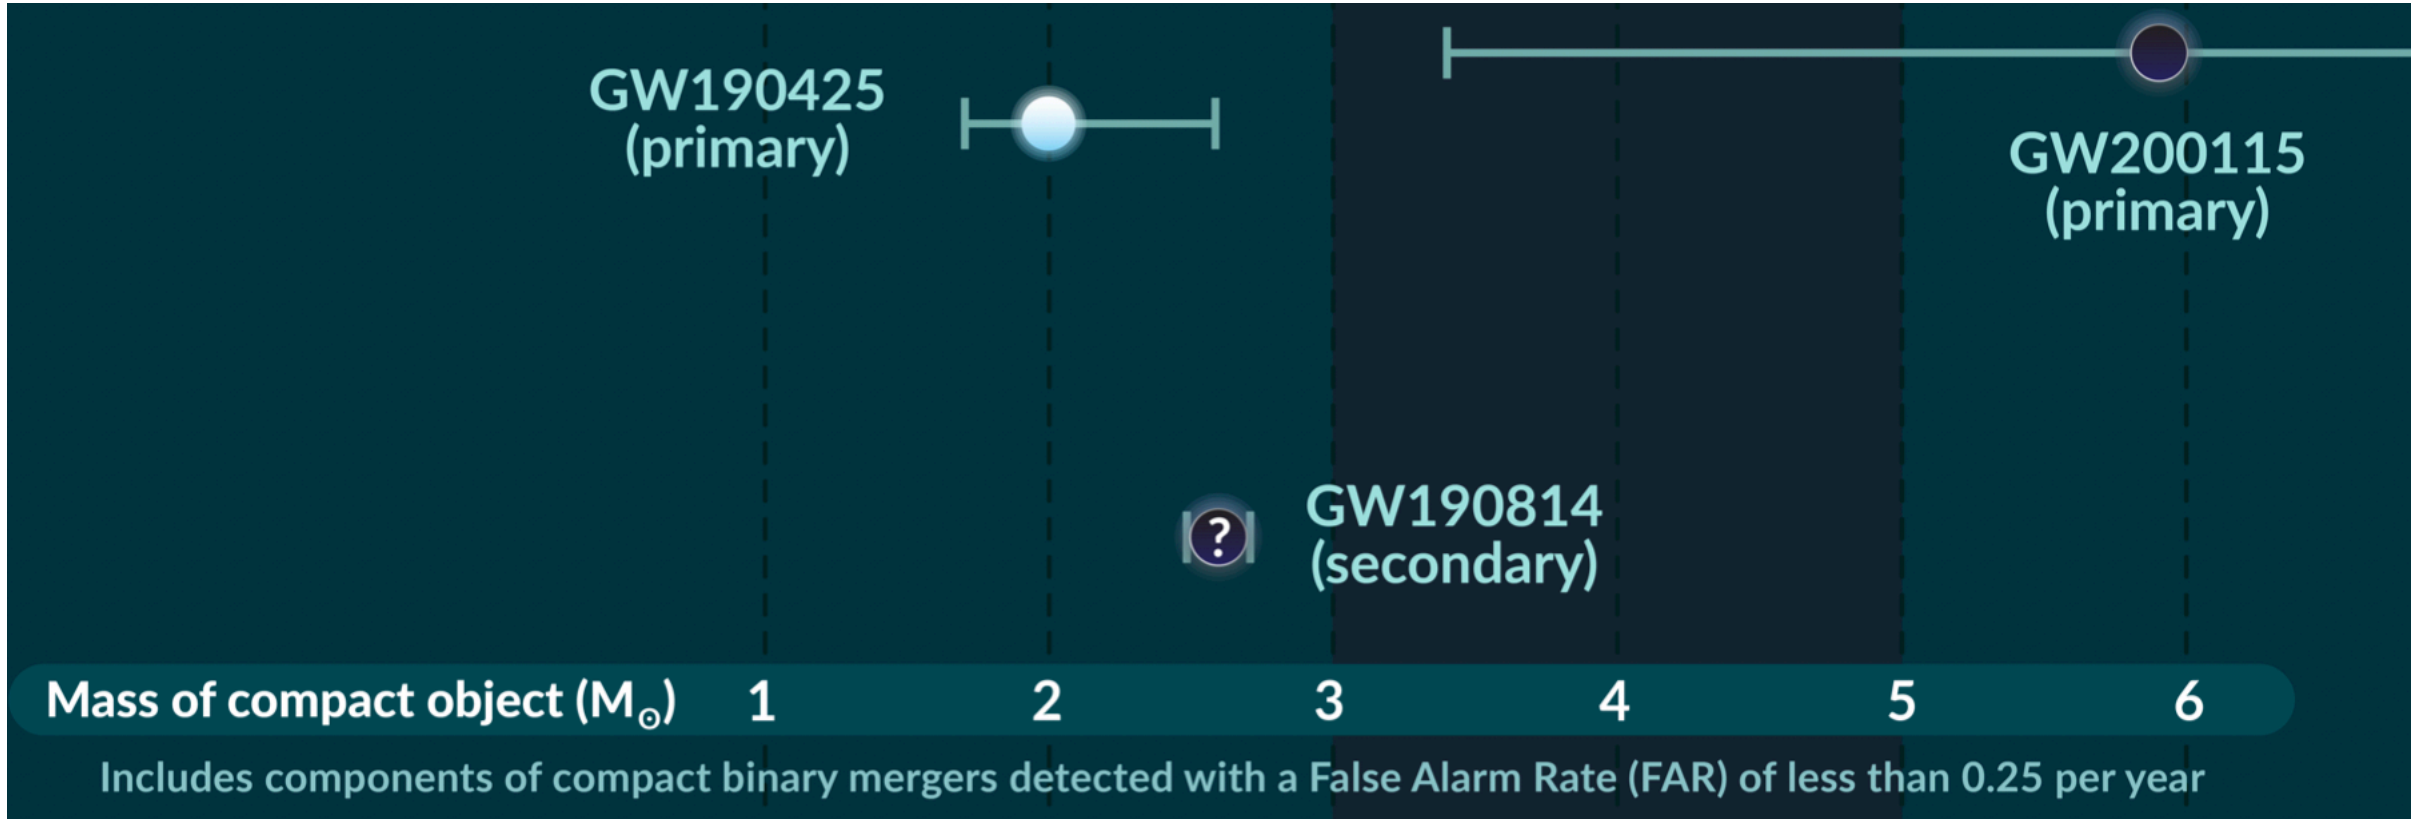 GW190425
(primary)
GW200115
(primary)
?
GW190814
(secondary)
Mass of compact object (M☉) 1 2 3 4 5 6
Includes components of compact binary mergers detected with a False Alarm Rate (FAR) of less than 0.25 per year